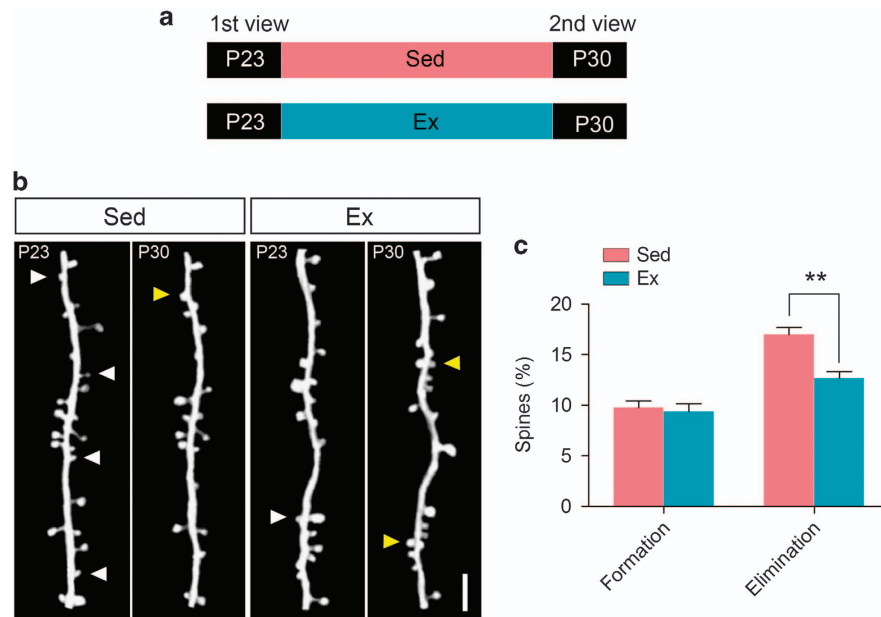 a
1st view 2nd view
P23 Sed P30
P23 Ex P30
b
Sed Ex
P23 P30 P23 P30
c
Sed
Ex
**
20
15
10
5
0
Spines (%)
Formation
Elimination